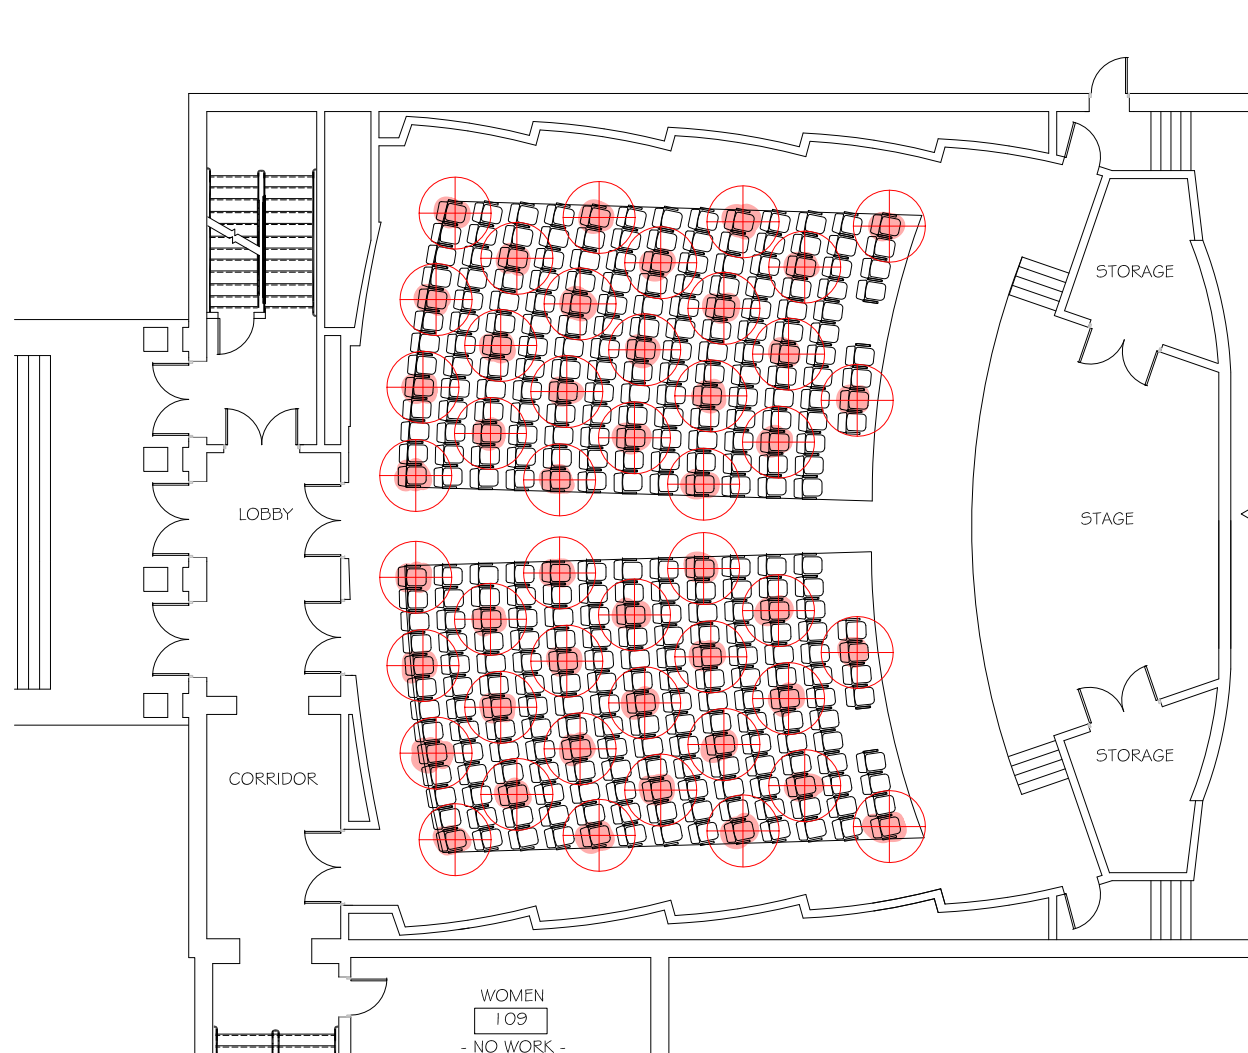 STORAGE
LOBBY
STAGE
STORAGE
CORRIDOR
WOMEN
109
- NO WORK -